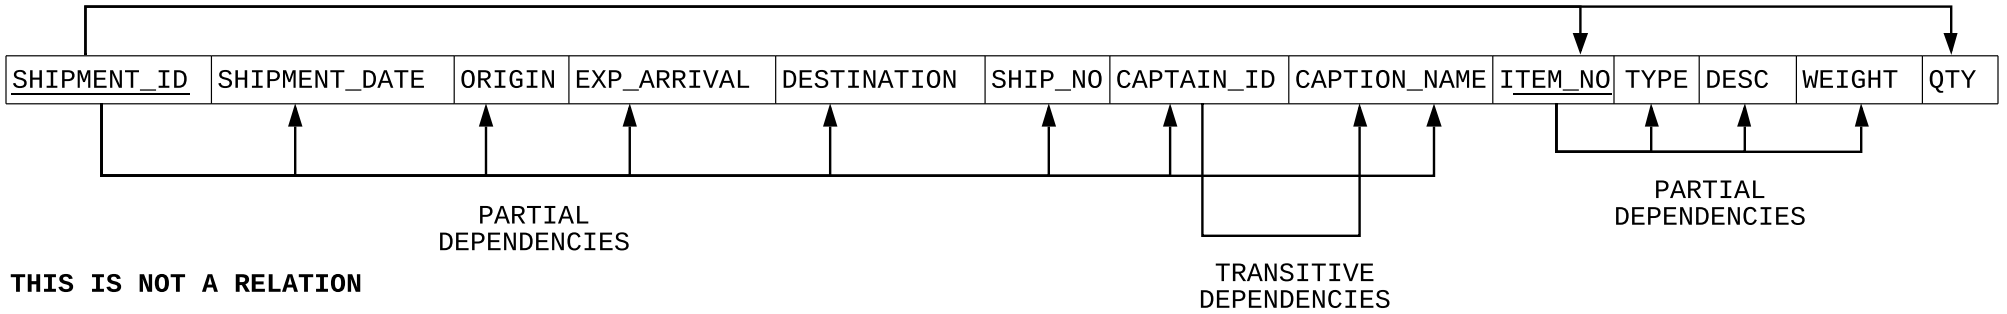 SHIPMENT_ID SHIPMENT_DATE ORIGIN EXP_ARRIVAL DESTINATION SHIP_NO CAPTAIN_ID CAPTION_NAME ITEM_NO TYPE DESC WEIGHT QTY
PARTIAL
DEPENDENCIES
PARTIAL
DEPENDENCIES
TRANSITIVE
DEPENDENCIES
THIS IS NOT A RELATION